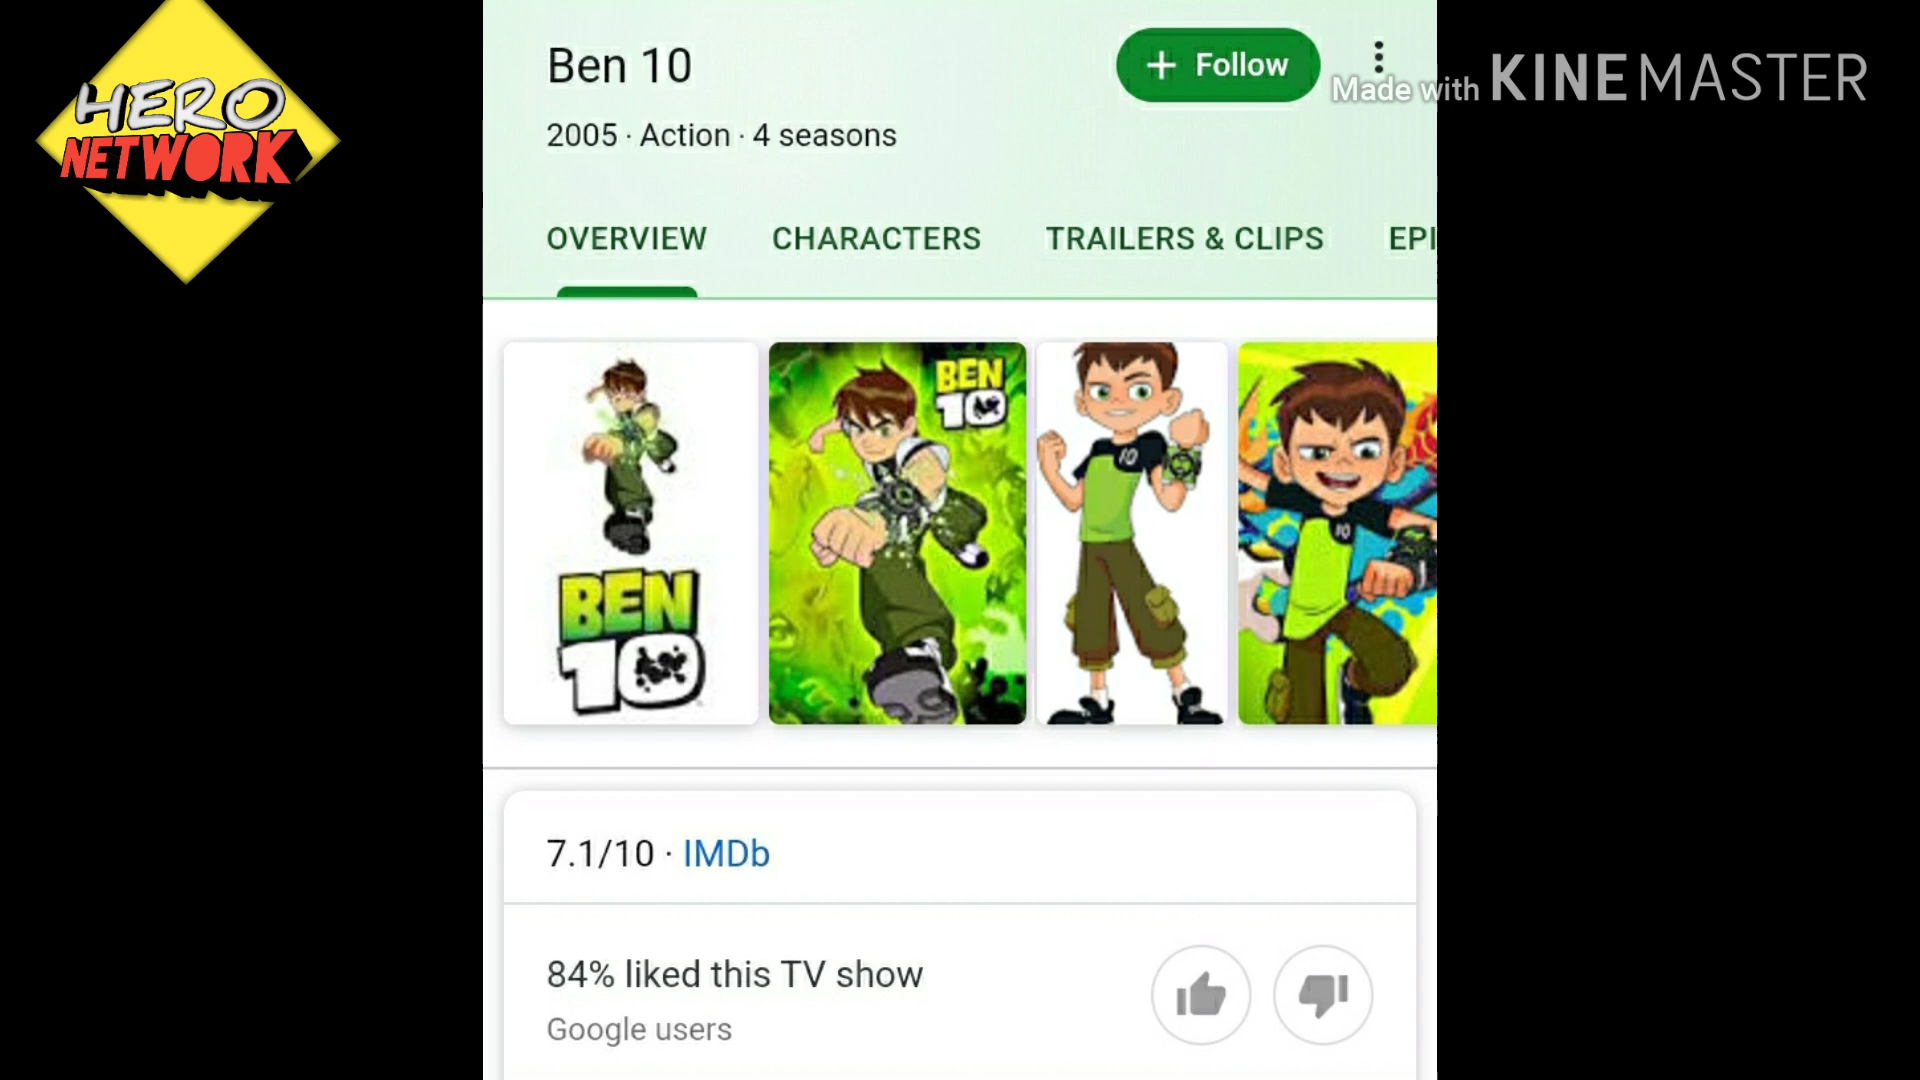 HERO
NETWORK
Made with KINEMASTER
Ben 10
+ Follow
2005 · Action · 4 seasons
OVERVIEW CHARACTERS TRAILERS & CLIPS EPI
BEN
10
BEN
10
10
10
7.1/10 · IMDb
84% liked this TV show
Google users